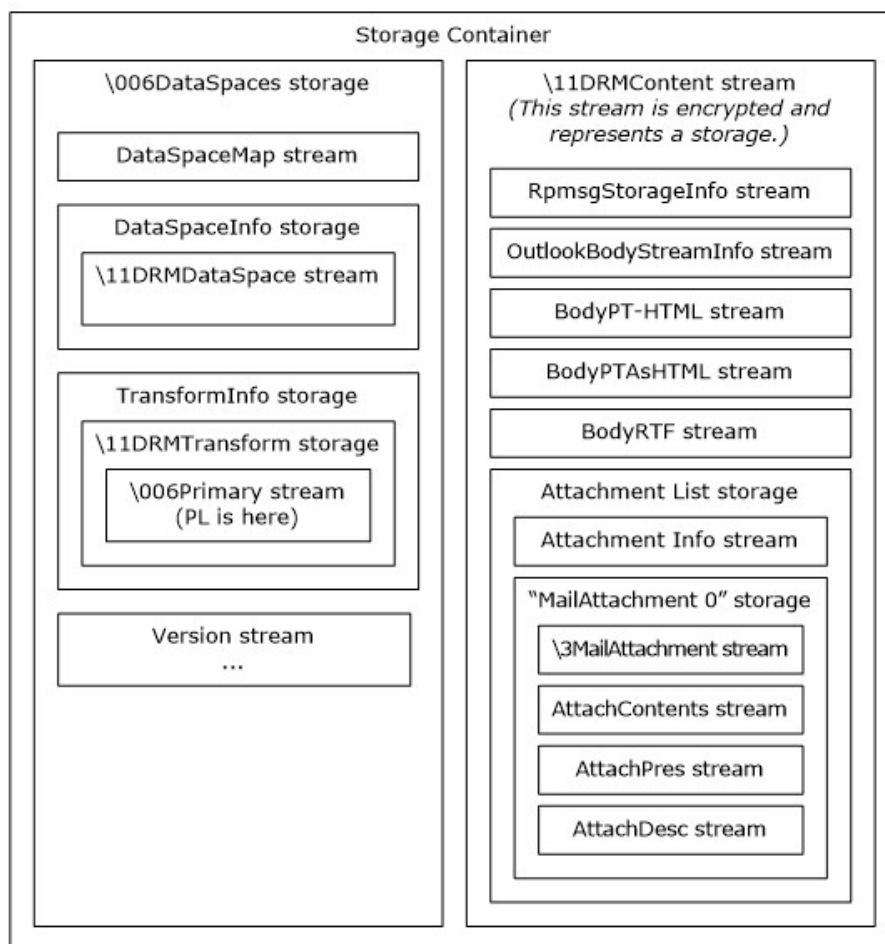 Storage Container
\006DataSpaces storage
DataSpaceMap stream
DataSpaceInfo storage
\11DRMDataSpace stream
TransformInfo storage
\11DRMTransform storage
\006Primary stream
(PL is here)
Version stream
...
\11DRMContent stream
(This stream is encrypted and
represents a storage.)
RpmsgStorageInfo stream
OutlookBodyStreamInfo stream
BodyPT-HTML stream
BodyPTAsHTML stream
BodyRTF stream
Attachment List storage
Attachment Info stream
“MailAttachment 0” storage
\3MailAttachment stream
AttachContents stream
AttachPres stream
AttachDesc stream